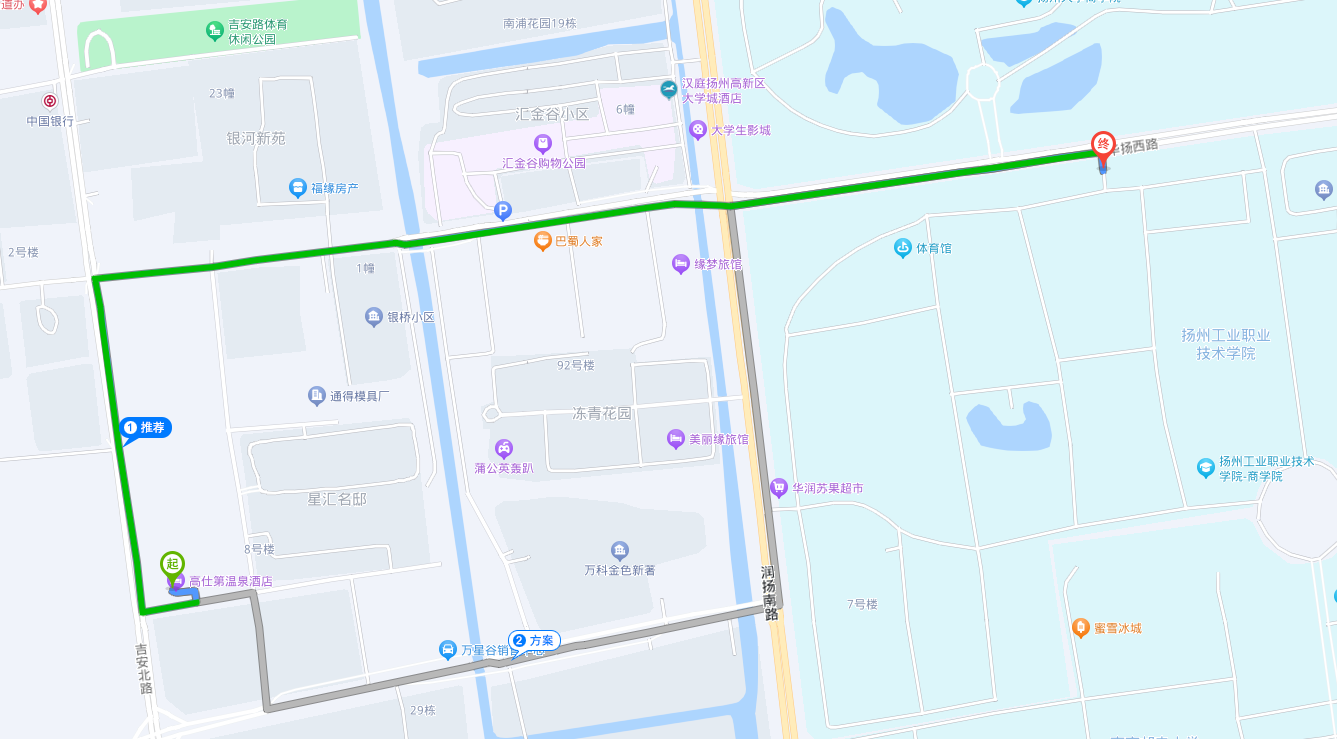 道办
吉安路体育
休闲公园
南浦花园19栋
汉庭扬州高新区
大学城酒店
23幢
中国银行
银河新苑
汇金谷小区
6幢
大学生影城
汇金谷购物公园
终
华扬西路
福缘房产
P
巴蜀人家
2号楼
1幢
缘梦旅馆
体育馆
银桥小区
扬州工业职业
技术学院
92号楼
通得模具厂
冻青花园
1 推荐
美丽缘旅馆
蒲公英轰趴
扬州工业职业技术
学院-商学院
星汇名邸
华润苏果超市
8号楼
起
高仕第温泉酒店
万科金色新著
润扬南路
7号楼
蜜雪冰城
2 方案
万星谷销售中心
吉安北路
29栋